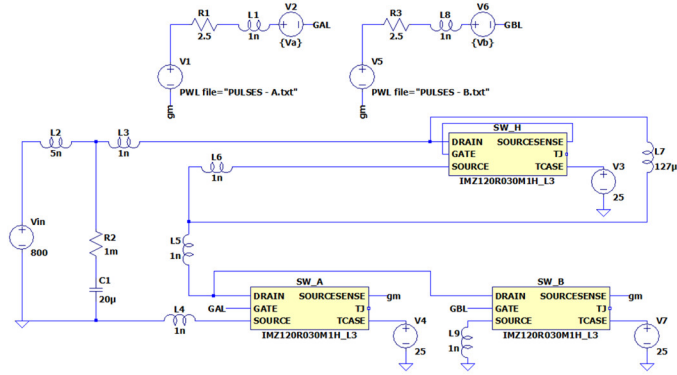 V2
V6
R1
L1
R3
L8
GAL
GBL
2.5
1n
{Va}
2.5
1n
{Vb}
V1
V5
PWL file="PULSES - A.txt"
PWL file="PULSES - B.txt"
gm
gm
SW_H
L2
L3
DRAIN SOURCESENSE
L7
5n
1n
GATE TJ
L6
SOURCE TCASE
V3
127µ
1n
IMZ120R030M1H_L3
25
Vin
R2
L5
800
1m
1n
SW_A
SW_B
C1
DRAIN SOURCESENSE
gm
DRAIN SOURCESENSE
gm
20µ
L4
GAL
GATE TJ
GBL
GATE TJ
SOURCE TCASE
V4
SOURCE TCASE
V7
1n
IMZ120R030M1H_L3
L9
IMZ120R030M1H_L3
25
1n
25